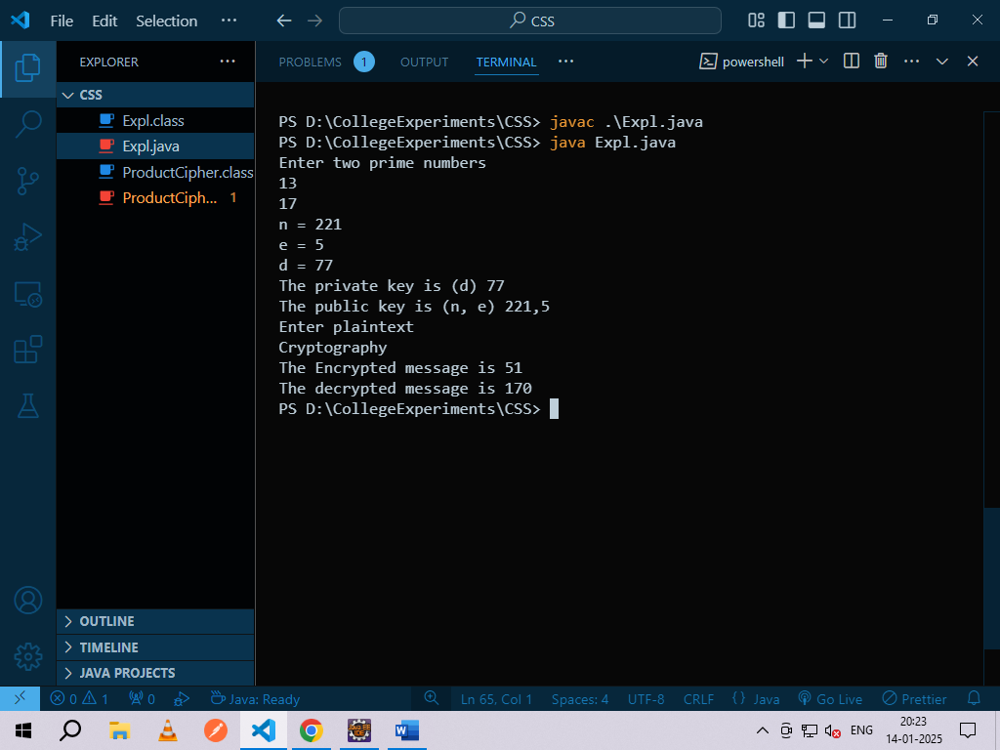 File Edit Selection ··· CSS
EXPLORER ···
CSS
Expl.class
Expl.java
ProductCipher.class
ProductCiph... 1
OUTLINE
TIMELINE
JAVA PROJECTS
PROBLEMS 1 OUTPUT TERMINAL ··· powershell
PS D:\CollegeExperiments\CSS> javac .\Expl.java
PS D:\CollegeExperiments\CSS> java Expl.java
Enter two prime numbers
13
17
n = 221
e = 5
d = 77
The private key is (d) 77
The public key is (n, e) 221,5
Enter plaintext
Cryptography
The Encrypted message is 51
The decrypted message is 170
PS D:\CollegeExperiments\CSS>
0 1 0 Java: Ready Ln 65, Col 1 Spaces: 4 UTF-8 CRLF {} Java Go Live Prettier
Java EE IDE W ENG 20:23
14-01-2025